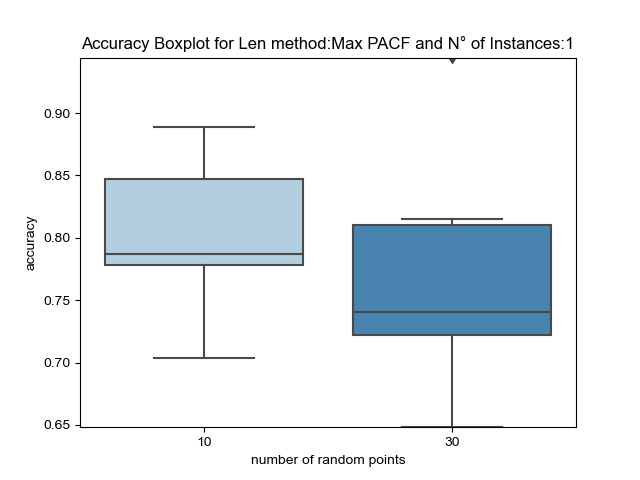 Accuracy Boxplot for Len method:Max PACF and N° of Instances:1
0.90
0.85
0.80
0.75
0.70
0.65
accuracy
10
30
number of random points